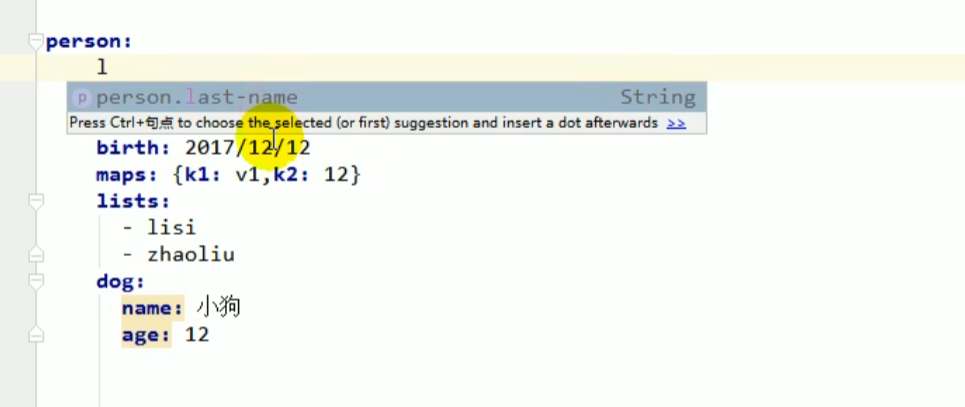 person:
l
p person.last-name String
Press Ctrl+句点 to choose the selected (or first) suggestion and insert a dot afterwards >>
birth: 2017/12/12
maps: {k1: v1,k2: 12}
lists:
- lisi
- zhaoliu
dog:
name: 小狗
age: 12